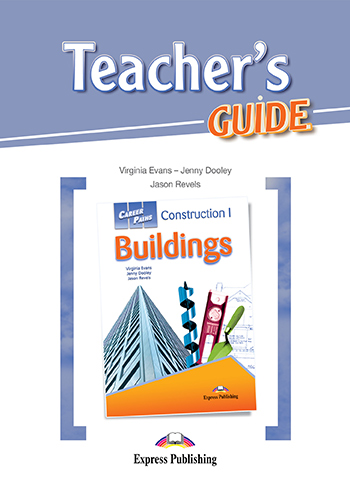 Teacher's
GUIDE
Virginia Evans – Jenny Dooley
Jason Revels
CAREER
PATHS
Construction I
Buildings
Virginia Evans
Jenny Dooley
Jason Revels
Express Publishing
Express Publishing